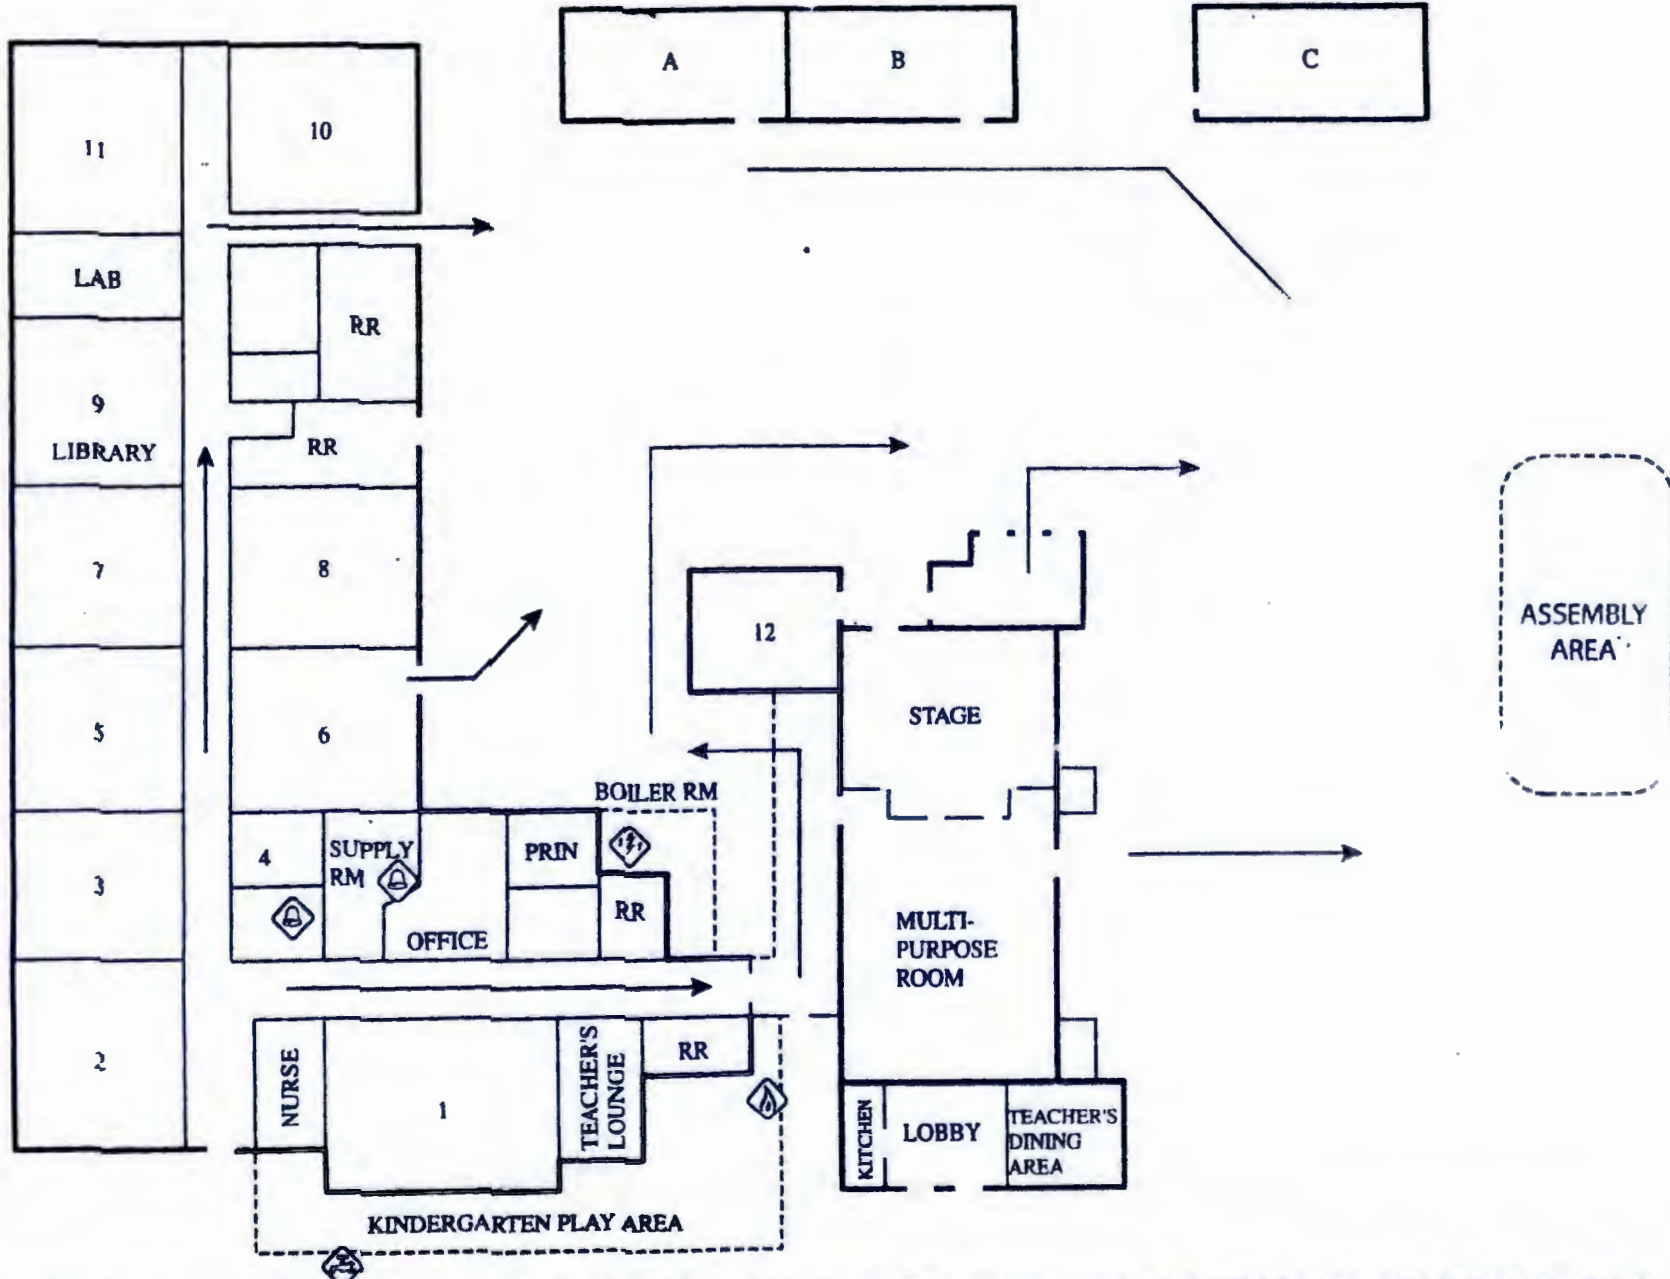 A
B
C
11
10
LAB
RR
9
LIBRARY
RR
7
8
12
ASSEMBLY
AREA
STAGE
5
6
BOILER RM
4
SUPPLY
RM
PRIN
3
RR
OFFICE
MULTI-
PURPOSE
ROOM
2
NURSE
1
TEACHER'S
LOUNGE
RR
KITCHEN
LOBBY
TEACHER'S
DINING
AREA
KINDERGARTEN PLAY AREA